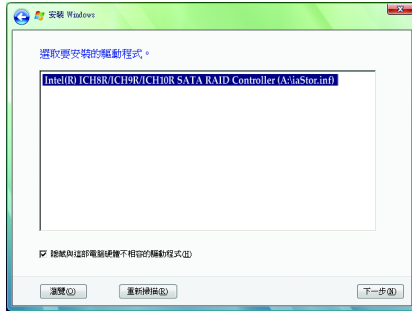 安裝 Windows
選取要安裝的驅動程式。
Intel(R) ICH8R/ICH9R/ICH10R SATA RAID Controller (A:\iaStor.inf)
隱藏與這部電腦硬體不相容的驅動程式(H)
瀏覽(O)
重新掃描(R)
下一步(N)